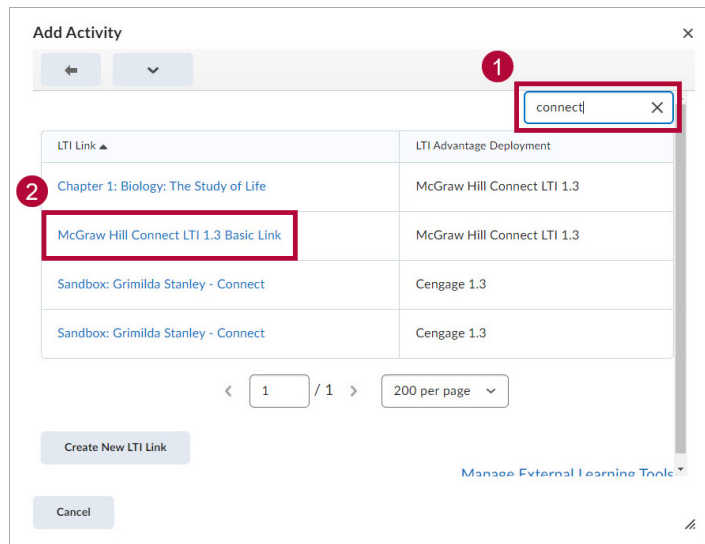 Add Activity
1
connect
LTI Link LTI Advantage Deployment
Chapter 1: Biology: The Study of Life McGraw Hill Connect LTI 1.3
2
McGraw Hill Connect LTI 1.3 Basic Link McGraw Hill Connect LTI 1.3
Sandbox: Grimilda Stanley - Connect Cengage 1.3
Sandbox: Grimilda Stanley - Connect Cengage 1.3
1 / 1 200 per page
Create New LTI Link
Manage External Learning Tools
Cancel